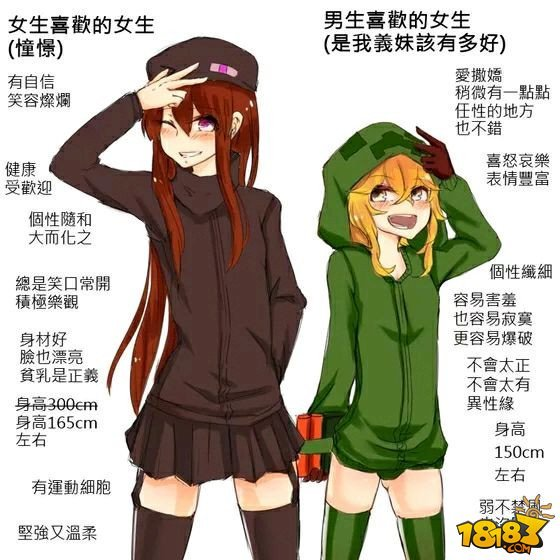 女生喜歡的女生
(憧憬)
有自信
笑容燦爛
健康
受歡迎
個性隨和
大而化之
總是笑口常開
積極樂觀
身材好
臉也漂亮
貧乳是正義
身高300cm
身高165cm
左右
有運動細胞
堅強又溫柔
男生喜歡的女生
(是我義妹該有多好)
愛撒嬌
稍微有一點點
任性的地方
也不錯
喜怒哀樂
表情豐富
個性纖細
容易害羞
也容易寂寞
更容易爆破
不會太正
不會太有
異性緣
身高
150cm
左右
弱不禁風
18183
.COM